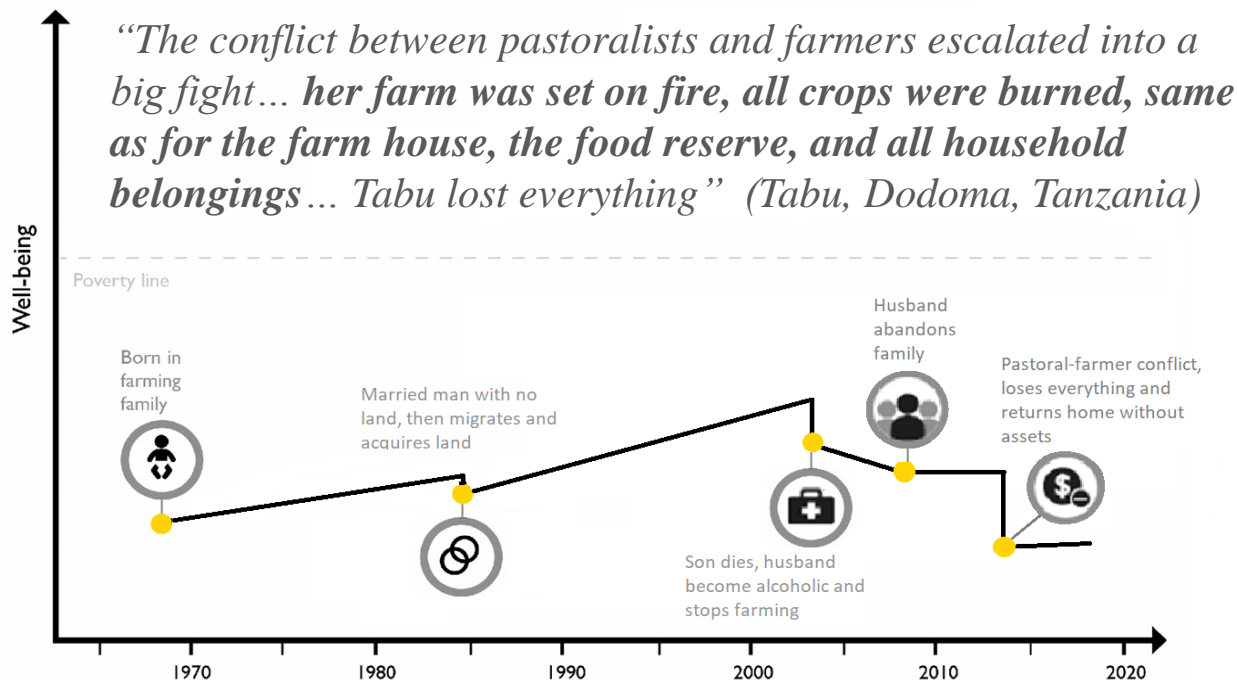 “The conflict between pastoralists and farmers escalated into a
big fight… her farm was set on fire, all crops were burned, same
as for the farm house, the food reserve, and all household
belongings… Tabu lost everything” (Tabu, Dodoma, Tanzania)
Well-being
Poverty line
Born in
farming
family
Married man with no
land, then migrates and
acquires land
Husband
abandons
family
Pastoral-farmer conflict,
loses everything and
returns home without
assets
$
Son dies, husband
become alcoholic and
stops farming
1970
1980
1990
2000
2010
2020